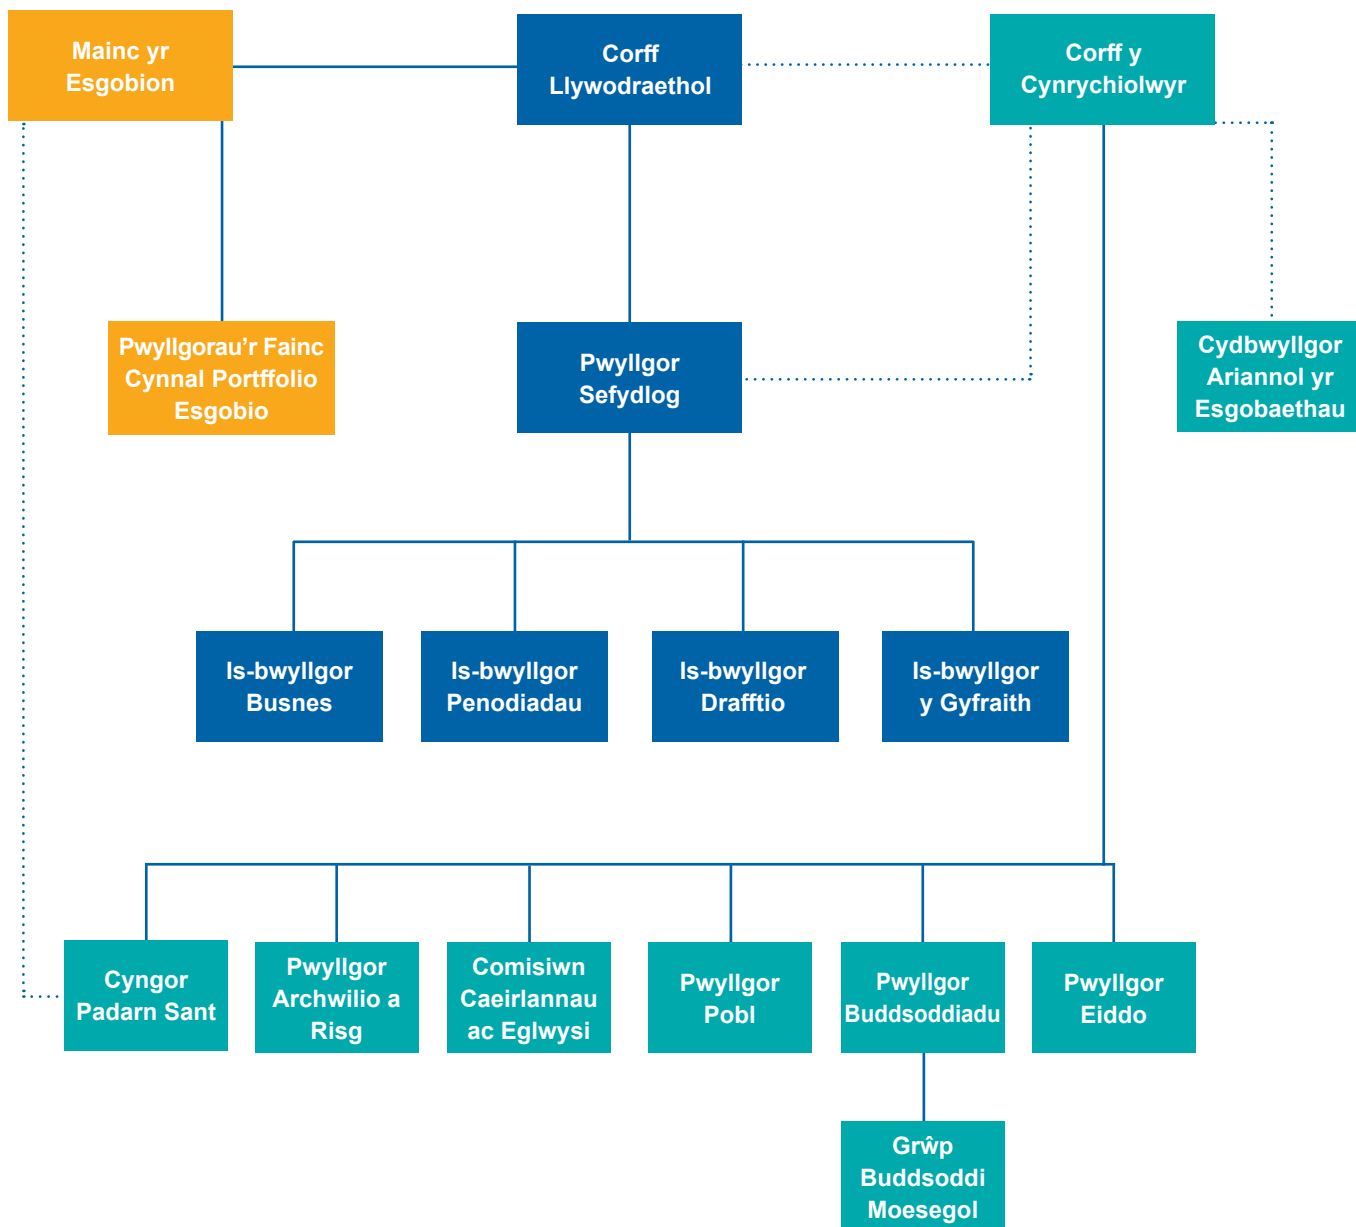 Mainc yr
Esgobion
Corff
Llywodraethol
Corff y
Cynrychiolwyr
Pwyllgorau’r Fainc
Cynnal Portffolio
Esgobio
Pwyllgor
Sefydlog
Cydbwyllgor
Ariannol yr
Esgobaethau
Is-bwyllgor
Busnes
Is-bwyllgor
Penodiadau
Is-bwyllgor
Drafftio
Is-bwyllgor
y Gyfraith
Cyngor
Padarn Sant
Pwyllgor
Archwilio a
Risg
Comisiwn
Caeirlannau
ac Eglwysi
Pwyllgor
Pobl
Pwyllgor
Buddsoddiadu
Pwyllgor
Eiddo
Grŵp
Buddsoddi
Moesegol